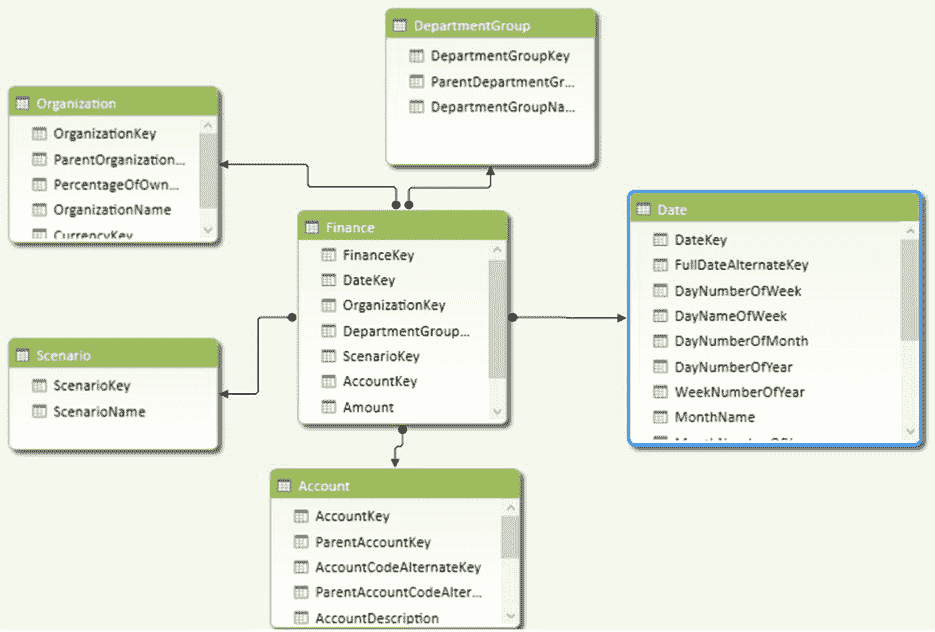 DepartmentGroup
DepartmentGroupKey
ParentDepartmentGr...
DepartmentGroupNa...
Organization
OrganizationKey
ParentOrganization...
PercentageOfOwn...
OrganizationName
CurrencyKey
Finance
FinanceKey
DateKey
OrganizationKey
DepartmentGroup...
ScenarioKey
AccountKey
Amount
Date
DateKey
FullDateAlternateKey
DayNumberOfWeek
DayNameOfWeek
DayNumberOfMonth
DayNumberOfYear
WeekNumberOfYear
MonthName
Scenario
ScenarioKey
ScenarioName
Account
AccountKey
ParentAccountKey
AccountCodeAlternateKey
ParentAccountCodeAlter...
AccountDescription